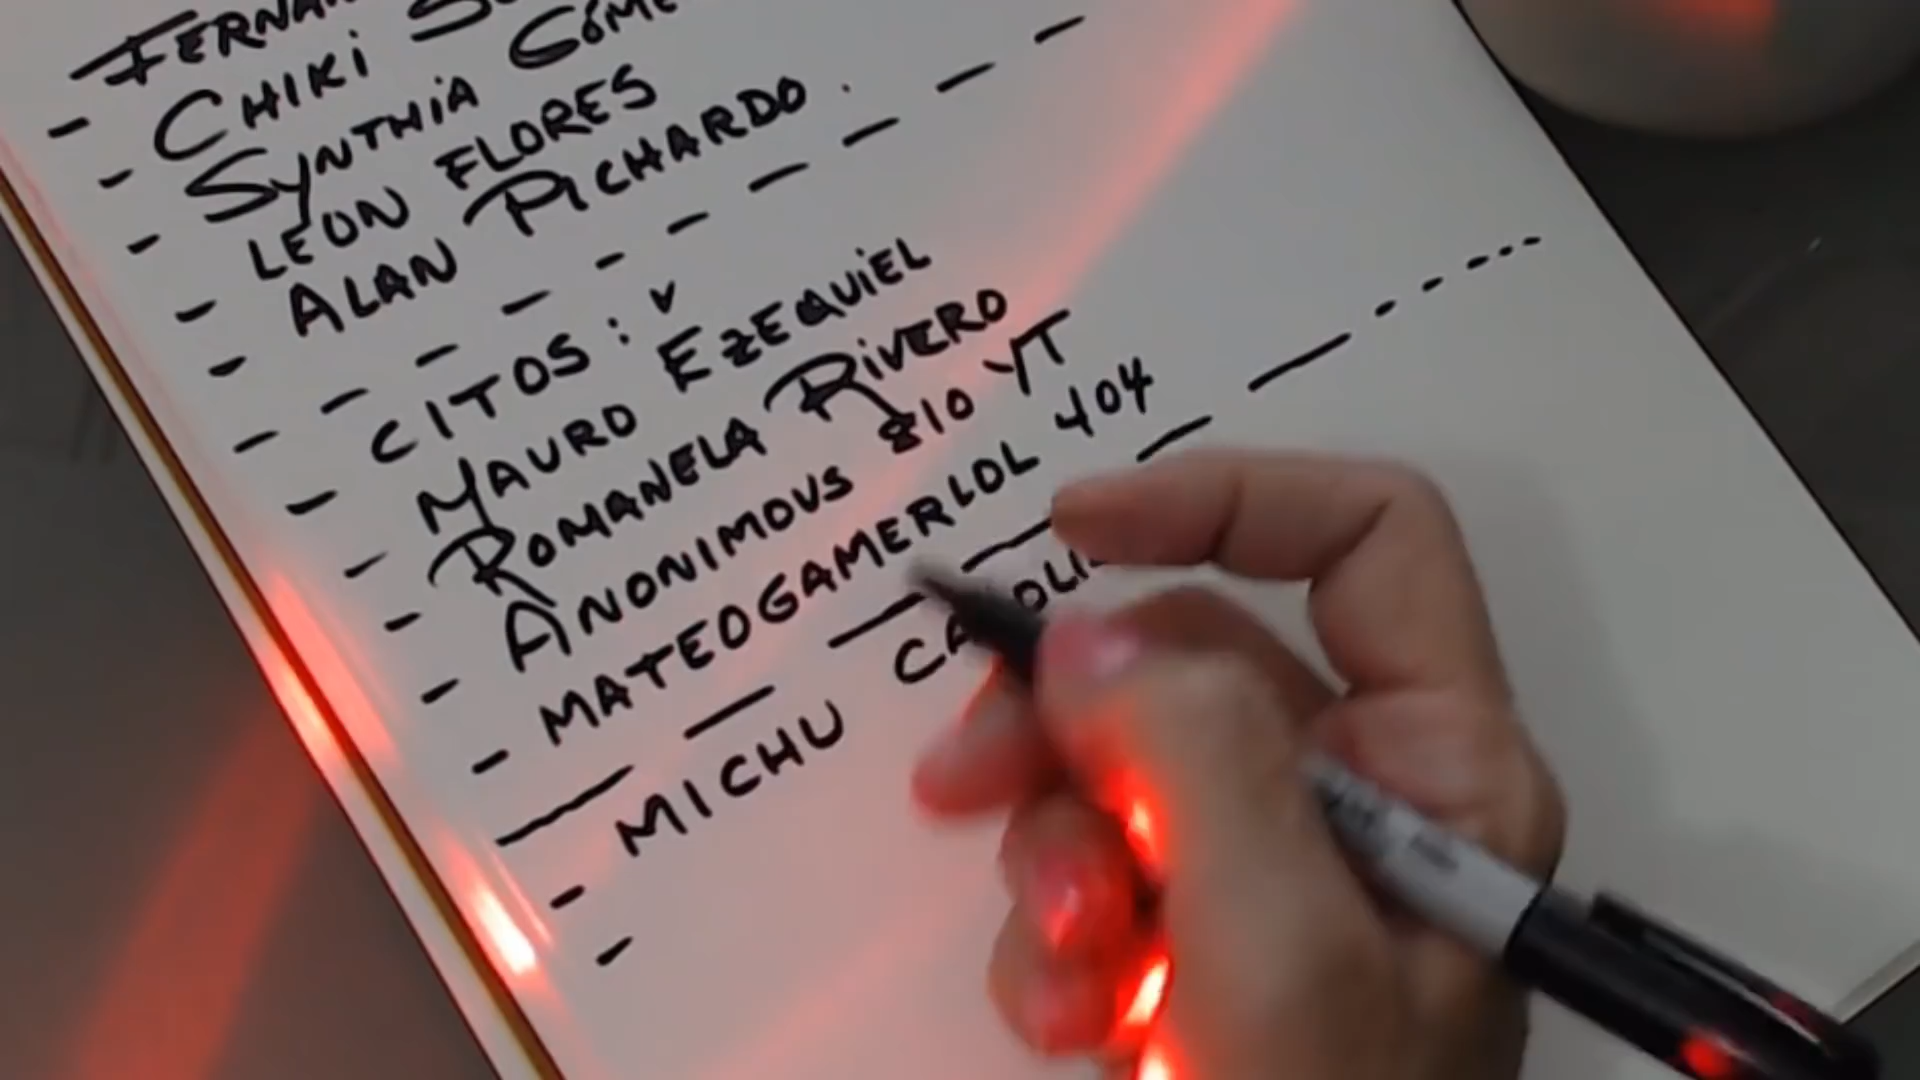 - CHIKI
- SYNTHIA
- LEON FLORES
- ALAN PICHARDO.
- CITOS: v
- MAURO EZEQUIEL
- ROMANELA RIVERO
- ANONIMOUS 810 YT
- MATEOGAMERLOL 404
- MICHU
-